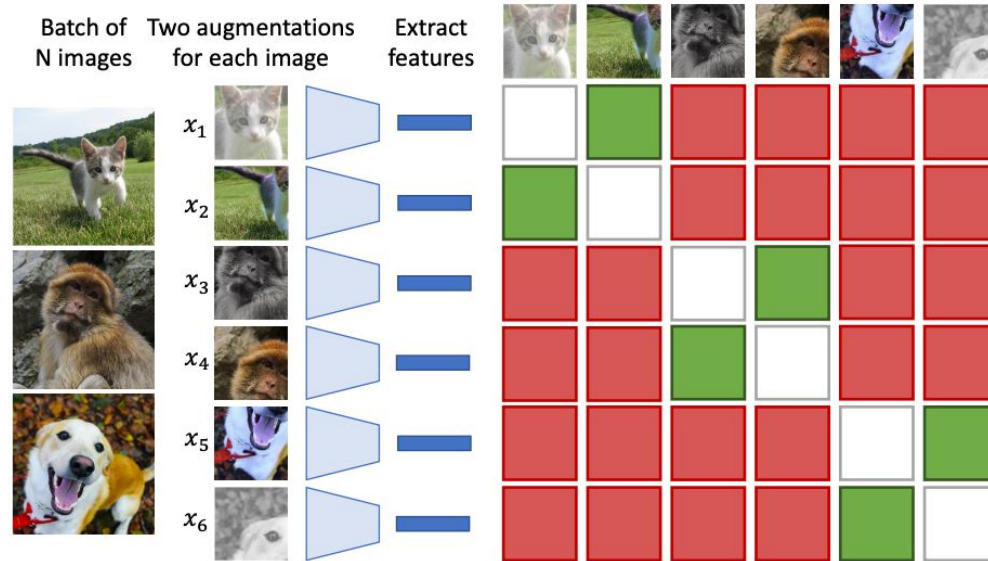 Batch of
N images
Two augmentations
for each image
Extract
features
x₁
x₂
x₃
x₄
x₅
x₆